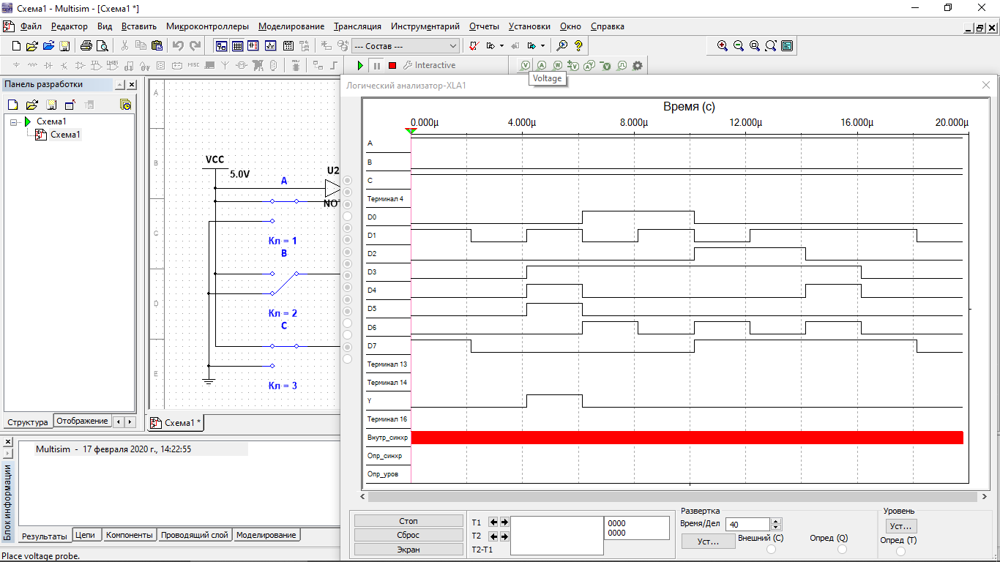 Схема1 - Multisim - [Схема1 *]
Файл Редактор Вид Вставить Микроконтроллеры Моделирование Трансляция Инструментарий Отчеты Установки Окно Справка
--- Состав ---
Interactive
Voltage
Панель разработки
Схема1
Схема1
Структура Отображение
A
B
C
D
E
VCC
5.0V
U2
NO
A
Кл = 1
B
Кл = 2
C
Кл = 3
Схема1 *
Логический анализатор-XLA1
Время (с)
0.000µ 4.000µ 8.000µ 12.000µ 16.000µ 20.000µ
A
B
C
Терминал 4
D0
D1
D2
D3
D4
D5
D6
D7
Терминал 13
Терминал 14
Y
Терминал 16
Внутр_синхр
Опр_синхр
Опр_уров
Стоп
Сброс
Экран
T1
T2
T2-T1
0000
0000
Развертка
Время/Дел 40
Уст...
Внешний (C)
Опред (Q)
Уровень
Уст...
Опред (T)
Блок информации
Multisim - 17 февраля 2020 г., 14:22:55
Результаты Цепи Компоненты Проводящий слой Моделирование
Place voltage probe.